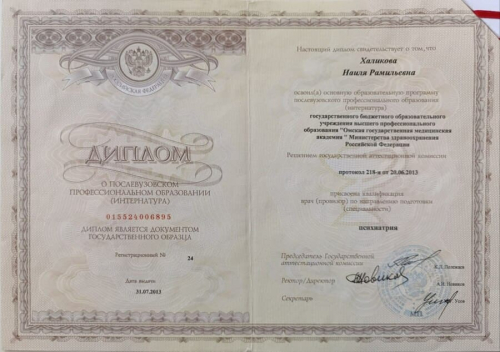 РОССИЙСКАЯ ФЕДЕРАЦИЯ
ДИПЛОМ
О ПОСЛЕВУЗОВСКОМ
ПРОФЕССИОНАЛЬНОМ ОБРАЗОВАНИИ
(ИНТЕРНАТУРА)
015524006895
ДИПЛОМ ЯВЛЯЕТСЯ ДОКУМЕНТОМ
ГОСУДАРСТВЕННОГО ОБРАЗЦА
Регистрационный №
24
Дата выдачи
31.07.2013
Настоящий диплом свидетельствует о том, что
Халикова
Наиля Рамильевна
освоил(а) основную образовательную программу
послевузовского профессионального образования
(интернатура)
государственного бюджетного образовательного
учреждения высшего профессионального
образования "Омская государственная медицинская
академия" Министерства здравоохранения
Российской Федерации
Решением государственной аттестационной комиссии
протокол 218-и от 20.06.2013
присвоена квалификация
врач (провизор) по направлению подготовки
(специальности)
психиатрия
Председатель Государственной
аттестационной комиссии
Ректор/Директор
А.И. Новиков
Секретарь
Усов